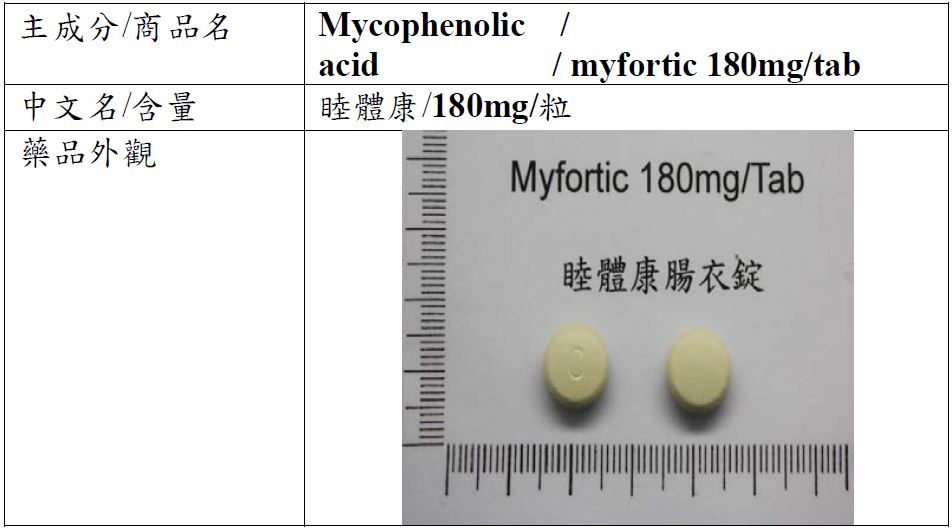 主成分/商品名
Mycophenolic /
acid / myfortic 180mg/tab
中文名/含量
睦體康/180mg/粒
藥品外觀
Myfortic 180mg/Tab
睦體康腸衣錠
C